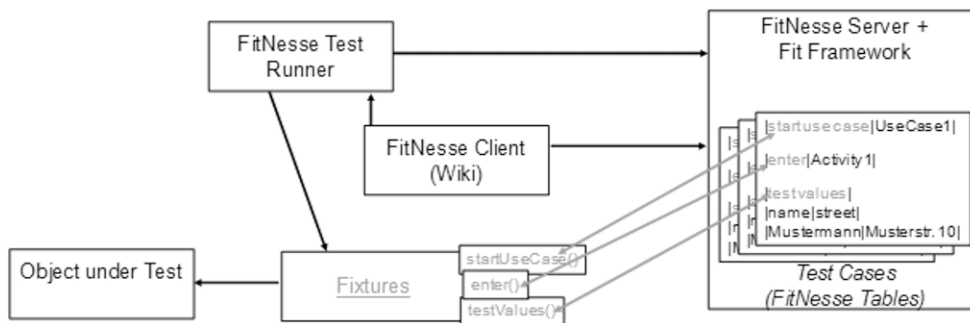 FitNesse Test
Runner
FitNesse Server +
Fit Framework
FitNesse Client
(Wiki)
|startusecase|UseCase1|
|enter|Activity1|
|testvalues|
|name|street|
|Mustermann|Musterstr. 10|
Test Cases
(FitNesse Tables)
Object under Test
Fixtures
startUseCase()
enter()
testValues()